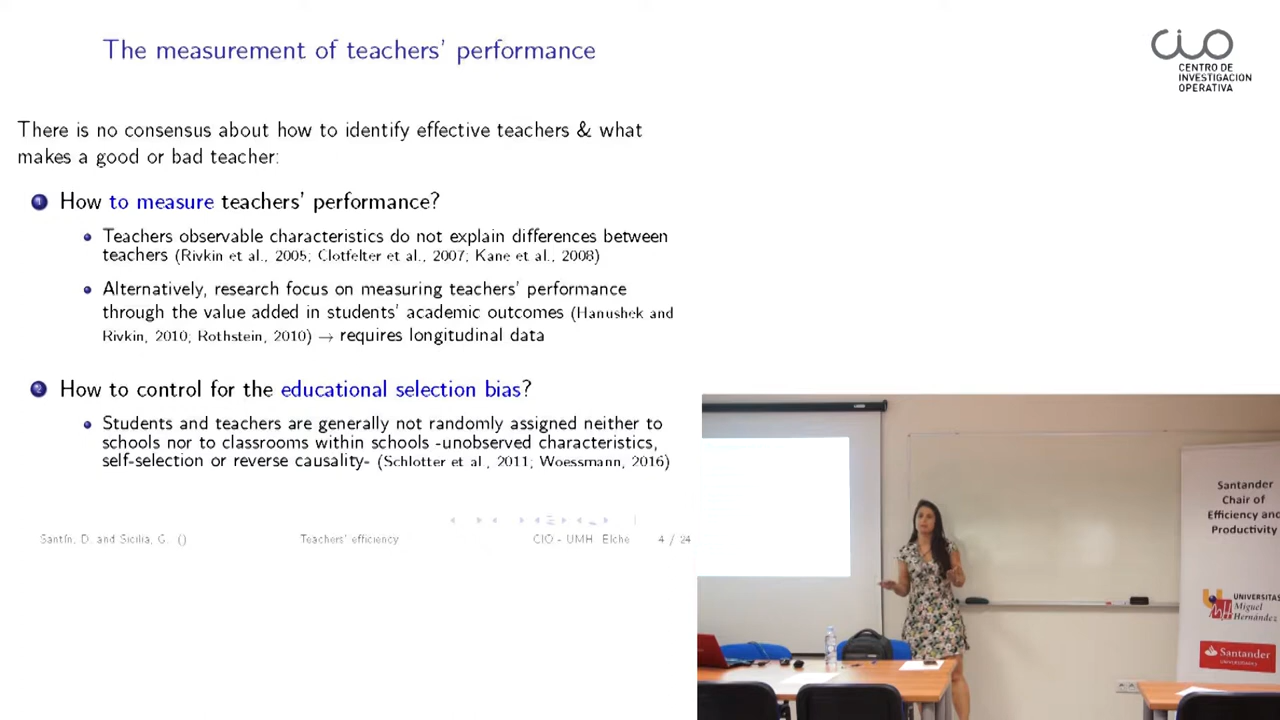 The measurement of teachers' performance
CIO
CENTRO DE
INVESTIGACION
OPERATIVA
There is no consensus about how to identify effective teachers & what
makes a good or bad teacher:
1 How to measure teachers' performance?
• Teachers observable characteristics do not explain differences between
teachers (Rivkin et al., 2005; Clotfelter et al., 2007; Kane et al., 2008)
• Alternatively, research focus on measuring teachers' performance
through the value added in students' academic outcomes (Hanushek and
Rivkin, 2010; Rothstein, 2010) → requires longitudinal data
2 How to control for the educational selection bias?
• Students and teachers are generally not randomly assigned neither to
schools nor to classrooms within schools -unobserved characteristics,
self-selection or reverse causality- (Schlotter et al., 2011; Woessmann, 2016)
Santín, D. and Sicilia, G. ()
Teachers' efficiency
CIO - UMH, Elche
4 / 24
Santander
Chair of
Efficiency and
Productivity
UNIVERSITAS
Miguel
Hernández
Santander